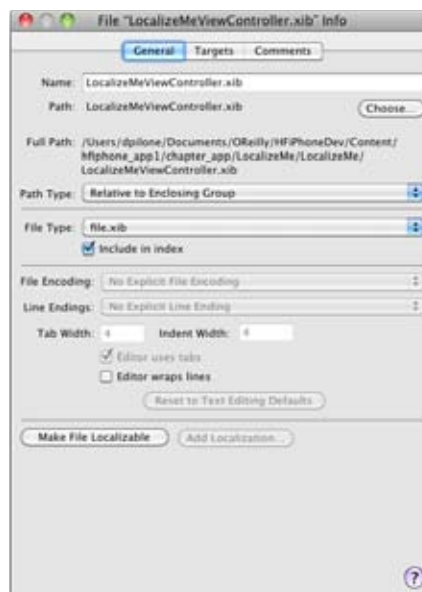 File "LocalizeMeViewController.xib" Info
General Targets Comments
Name: LocalizeMeViewController.xib
Path: LocalizeMeViewController.xib Choose...
Full Path: /Users/dpilone/Documents/OReilly/HFiPhoneDev/Content/
hfiphone_app1/chapter_app/LocalizeMe/LocalizeMe/
LocalizeMeViewController.xib
Path Type: Relative to Enclosing Group
File Type: file.xib
Include in index
File Encoding: No Explicit File Encoding
Line Endings: No Explicit Line Ending
Tab Width: 4 Indent Width: 4
Editor uses tabs
Editor wraps lines
Reset to Text Editing Defaults
Make File Localizable Add Localization...
?